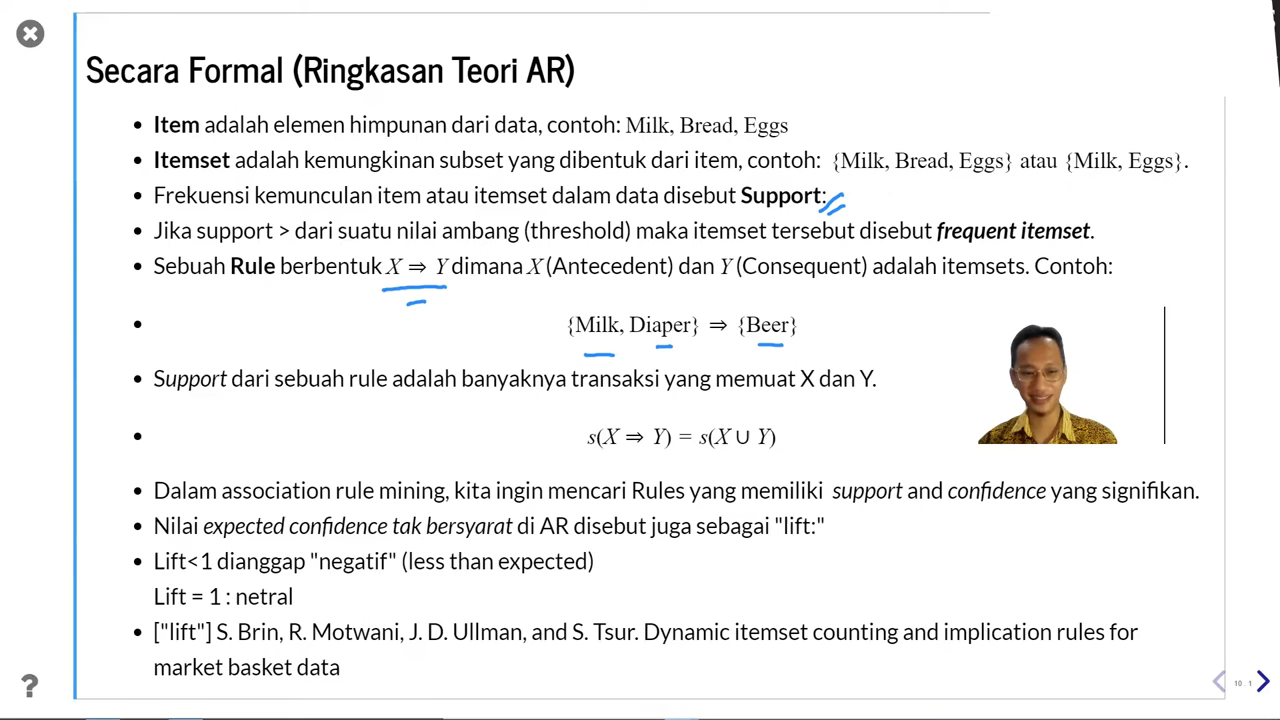 Secara Formal (Ringkasan Teori AR)
• Item adalah elemen himpunan dari data, contoh: Milk, Bread, Eggs
• Itemset adalah kemungkinan subset yang dibentuk dari item, contoh: {Milk, Bread, Eggs} atau {Milk, Eggs}.
• Frekuensi kemunculan item atau itemset dalam data disebut Support:
• Jika support > dari suatu nilai ambang (threshold) maka itemset tersebut disebut frequent itemset.
• Sebuah Rule berbentuk X ⇒ Y dimana X (Antecedent) dan Y (Consequent) adalah itemsets. Contoh:
• {Milk, Diaper} ⇒ {Beer}
• Support dari sebuah rule adalah banyaknya transaksi yang memuat X dan Y.
• s(X ⇒ Y) = s(X ∪ Y)
• Dalam association rule mining, kita ingin mencari Rules yang memiliki support and confidence yang signifikan.
• Nilai expected confidence tak bersyarat di AR disebut juga sebagai "lift:"
• Lift<1 dianggap "negatif" (less than expected)
Lift = 1 : netral
• ["lift"] S. Brin, R. Motwani, J. D. Ullman, and S. Tsur. Dynamic itemset counting and implication rules for
market basket data
?
10.1